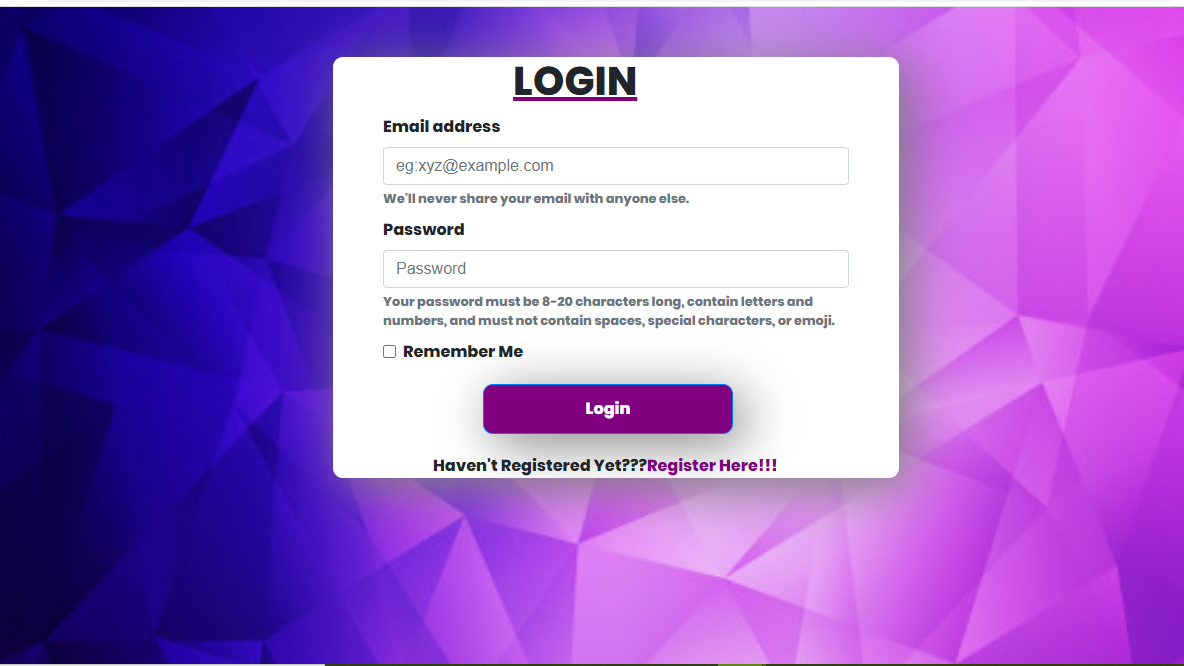 LOGIN
Email address
eg:xyz@example.com
We'll never share your email with anyone else.
Password
Password
Your password must be 8-20 characters long, contain letters and
numbers, and must not contain spaces, special characters, or emoji.
Remember Me
Login
Haven't Registered Yet???Register Here!!!